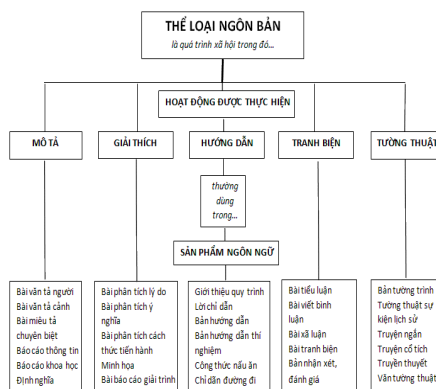 THỂ LOẠI NGÔN BẢN
là quá trình xã hội trong đó...
HOẠT ĐỘNG ĐƯỢC THỰC HIỆN
MÔ TẢ
GIẢI THÍCH
HƯỚNG DẪN
TRANH BIỆN
TƯỜNG THUẬT
thường
dùng
trong...
SẢN PHẨM NGÔN NGỮ
Bài văn tả người
Bài văn tả cảnh
Bài miêu tả
chuyên biệt
Báo cáo thông tin
Báo cáo khoa học
Định nghĩa
Bài phân tích lý do
Bài phân tích ý
nghĩa
Bài phân tích cách
thức tiến hành
Minh họa
Bài báo cáo giải trình
Giới thiệu quy trình
Lời chỉ dẫn
Bản hướng dẫn
Bản hướng dẫn thí
nghiệm
Công thức nấu ăn
Chỉ dẫn đường đi
Bài tiểu luận
Bài viết bình
luận
Bài xã luận
Bài tranh biện
Bản nhận xét,
đánh giá
Bản tường trình
Tường thuật sự
kiện lịch sử
Truyện ngắn
Truyện cổ tích
Truyền thuyết
Văn tường thuật